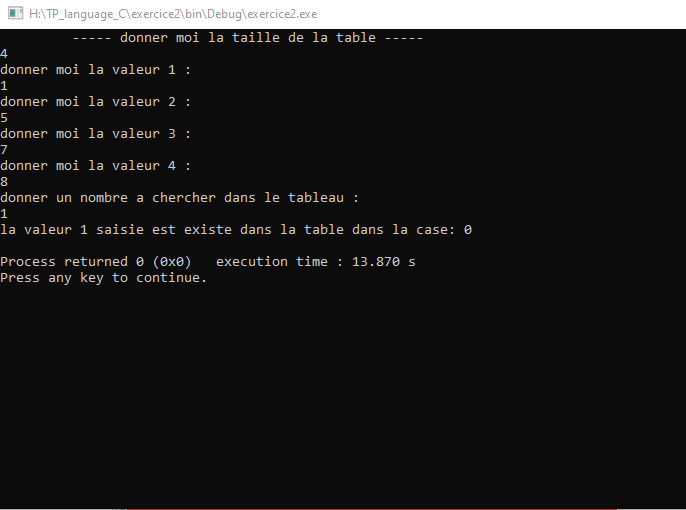 H:\TP_language_C\exercice2\bin\Debug\exercice2.exe
----- donner moi la taille de la table -----
4
donner moi la valeur 1 :
1
donner moi la valeur 2 :
5
donner moi la valeur 3 :
7
donner moi la valeur 4 :
8
donner un nombre a chercher dans le tableau :
1
la valeur 1 saisie est existe dans la table dans la case: 0
Process returned 0 (0x0)   execution time : 13.870 s
Press any key to continue.